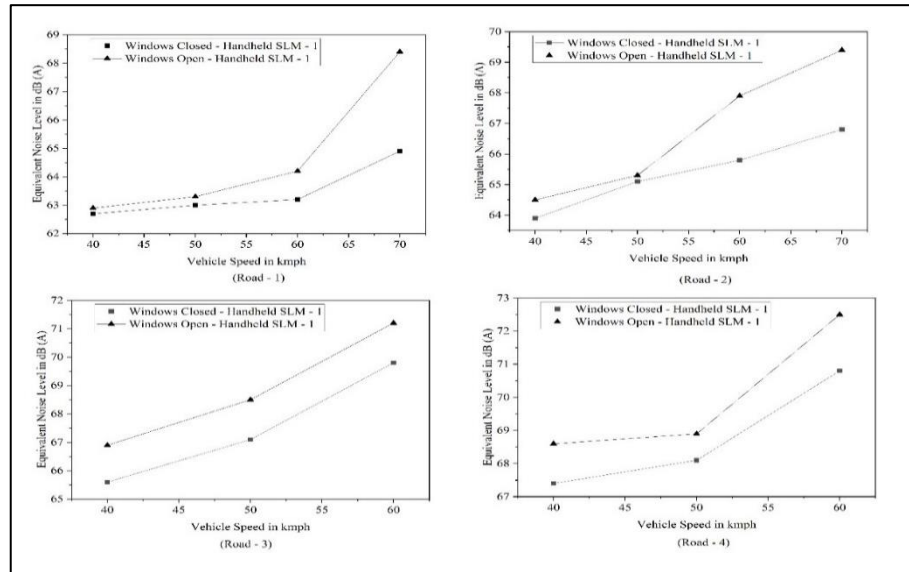 Windows Closed - Handheld SLM - 1
Windows Open - Handheld SLM - 1
69
68
67
66
65
64
63
62
Equivalent Noise Level in dB (A)
40 45 50 55 60 65 70
Vehicle Speed in kmph
(Road - 1)
Windows Closed - Handheld SLM - 1
Windows Open - Handheld SLM - 1
70
69
68
67
66
65
64
Equivalent Noise Level in dB (A)
40 45 50 55 60 65 70
Vehicle Speed in kmph
(Road - 2)
Windows Closed - Handheld SLM - 1
Windows Open - Handheld SLM - 1
72
71
70
69
68
67
66
65
Equivalent Noise Level in dB (A)
40 45 50 55 60
Vehicle Speed in kmph
(Road - 3)
Windows Closed - Handheld SLM - 1
Windows Open - Handheld SLM - 1
73
72
71
70
69
68
67
Equivalent Noise Level in dB (A)
40 45 50 55 60
Vehicle Speed in kmph
(Road - 4)